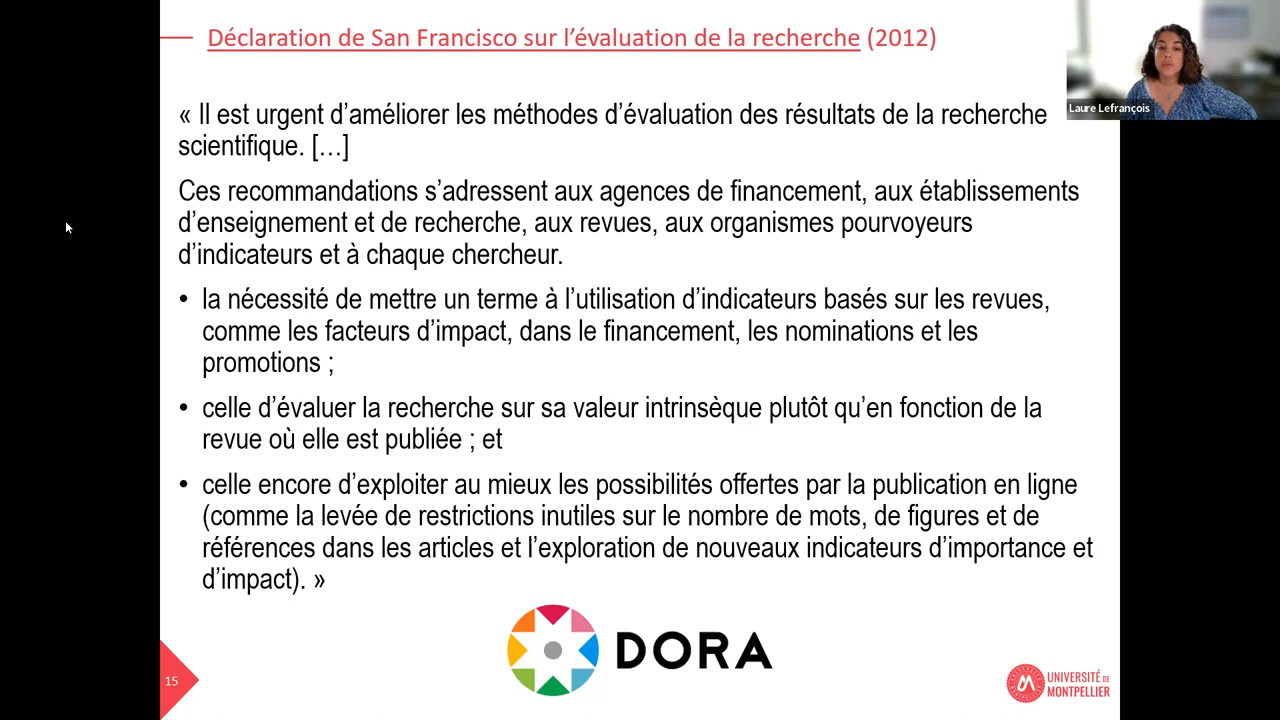 Déclaration de San Francisco sur l’évaluation de la recherche (2012)
Laure Lefrançois
« Il est urgent d’améliorer les méthodes d’évaluation des résultats de la recherche
scientifique. […]
Ces recommandations s’adressent aux agences de financement, aux établissements
d’enseignement et de recherche, aux revues, aux organismes pourvoyeurs
d’indicateurs et à chaque chercheur.
• la nécessité de mettre un terme à l’utilisation d’indicateurs basés sur les revues,
comme les facteurs d’impact, dans le financement, les nominations et les
promotions ;
• celle d’évaluer la recherche sur sa valeur intrinsèque plutôt qu’en fonction de la
revue où elle est publiée ; et
• celle encore d’exploiter au mieux les possibilités offertes par la publication en ligne
(comme la levée de restrictions inutiles sur le nombre de mots, de figures et de
références dans les articles et l’exploration de nouveaux indicateurs d’importance et
d’impact). »
DORA
15
UNIVERSITÉ DE
MONTPELLIER